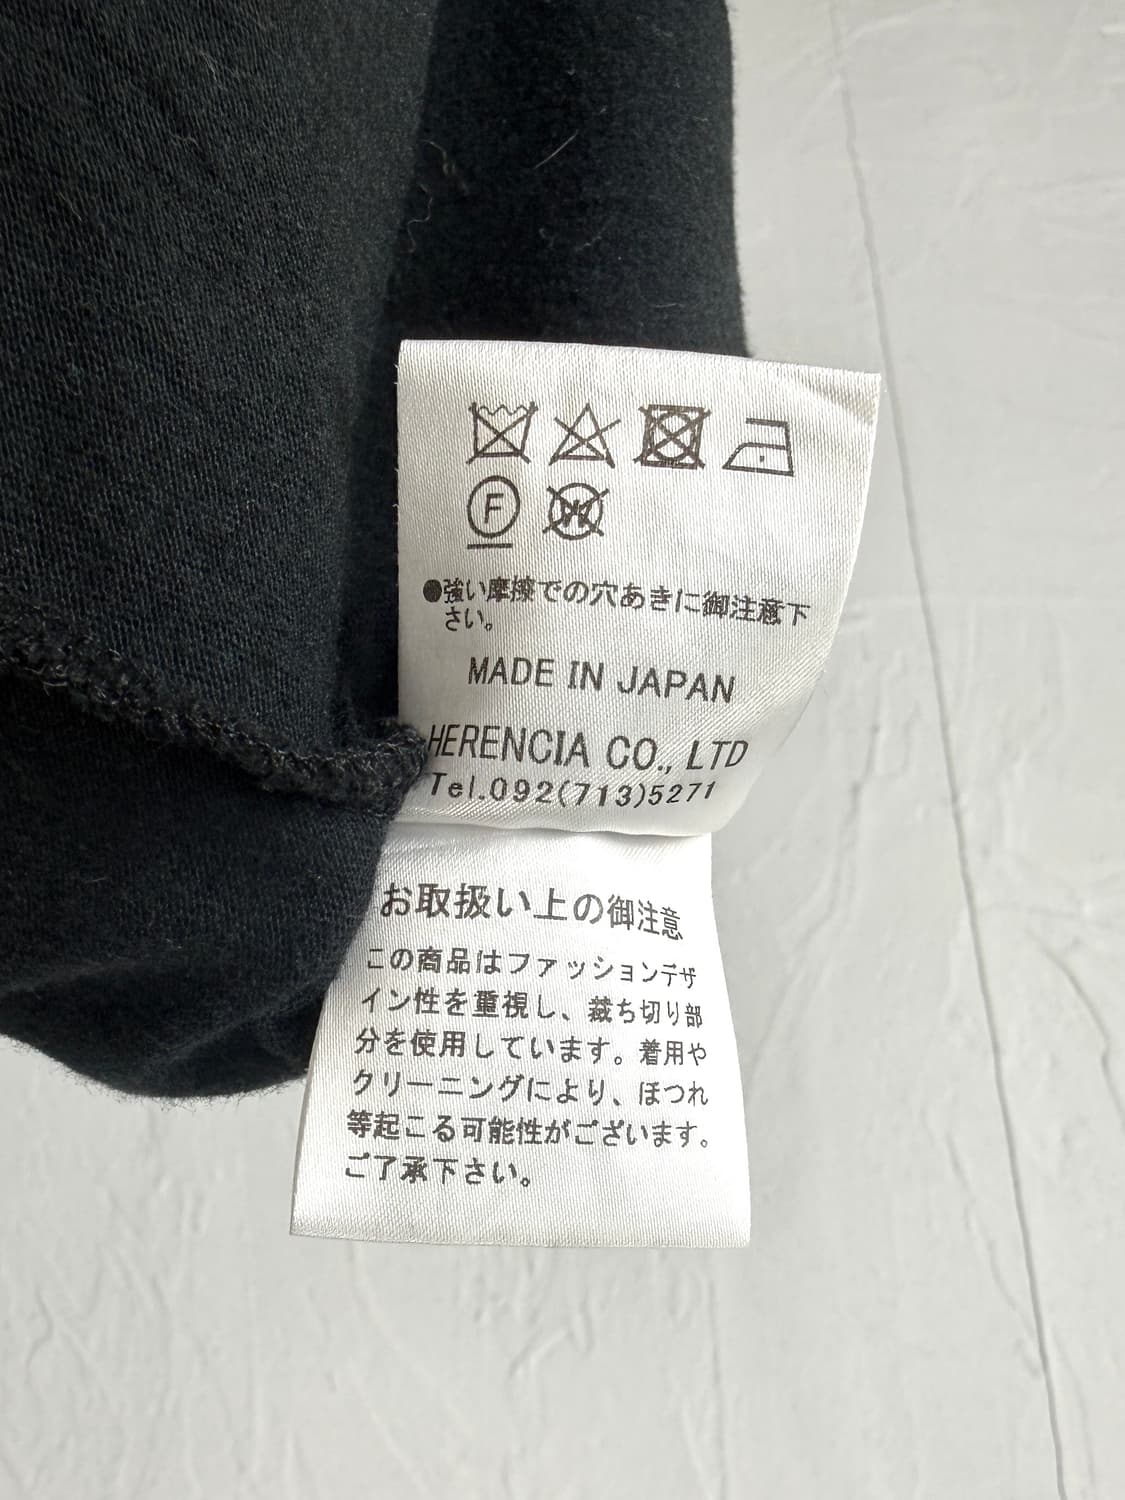 F W
●強い摩擦での穴あきに御注意下
さい。
MADE IN JAPAN
HERENCIA CO., LTD
Tel.092(713)5271
お取扱い上の御注意
この商品はファッションデザ
イン性を重視し、裁ち切り部
分を使用しています。着用や
クリーニングにより、ほつれ
等起こる可能性がございます。
ご了承下さい。